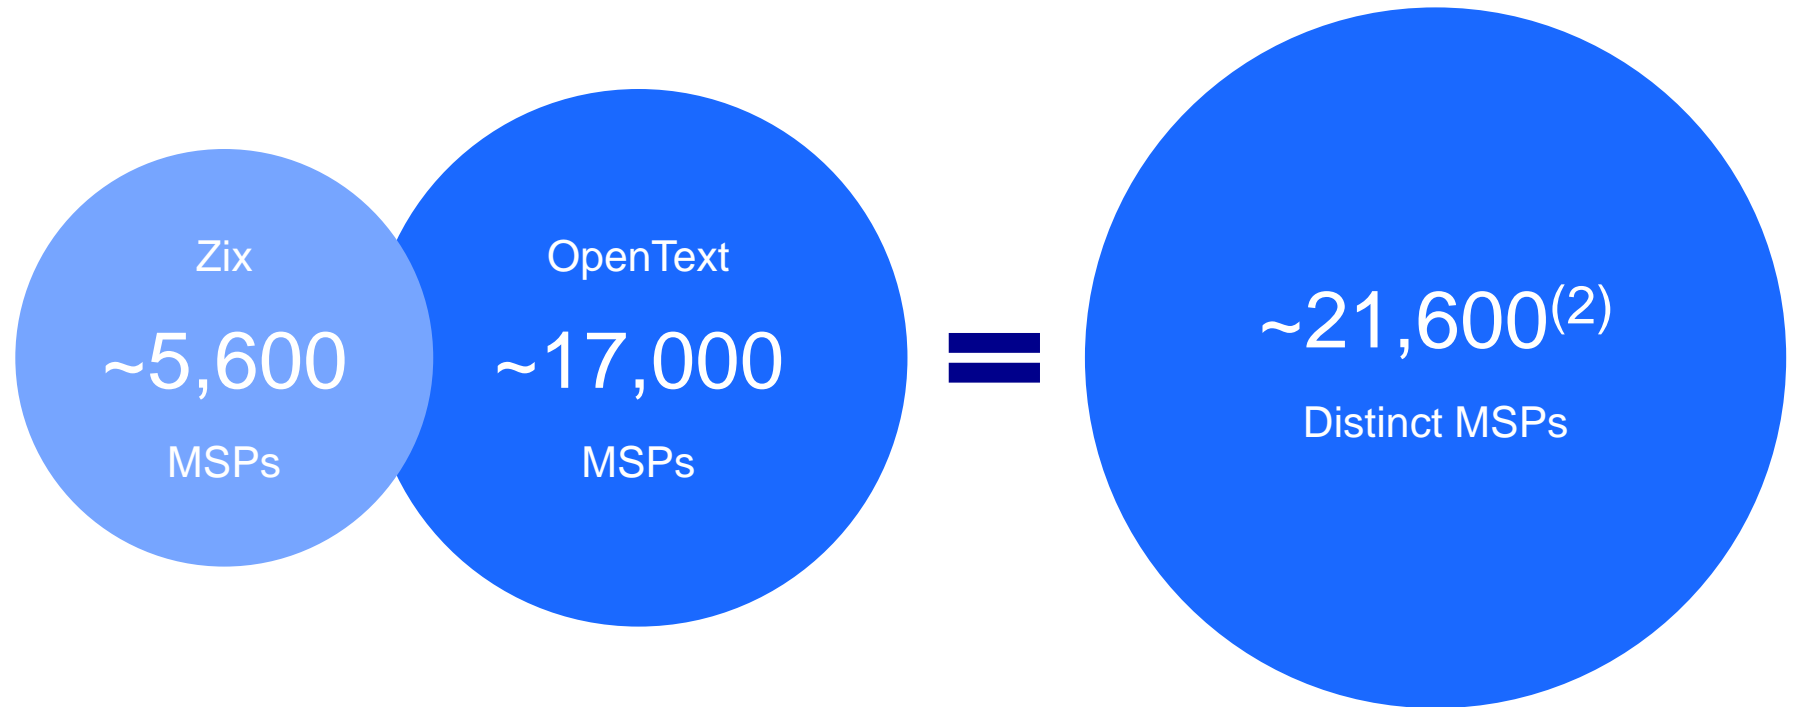 Zix
~5,600
MSPs
OpenText
~17,000
MSPs
=
~21,600(2)
Distinct MSPs